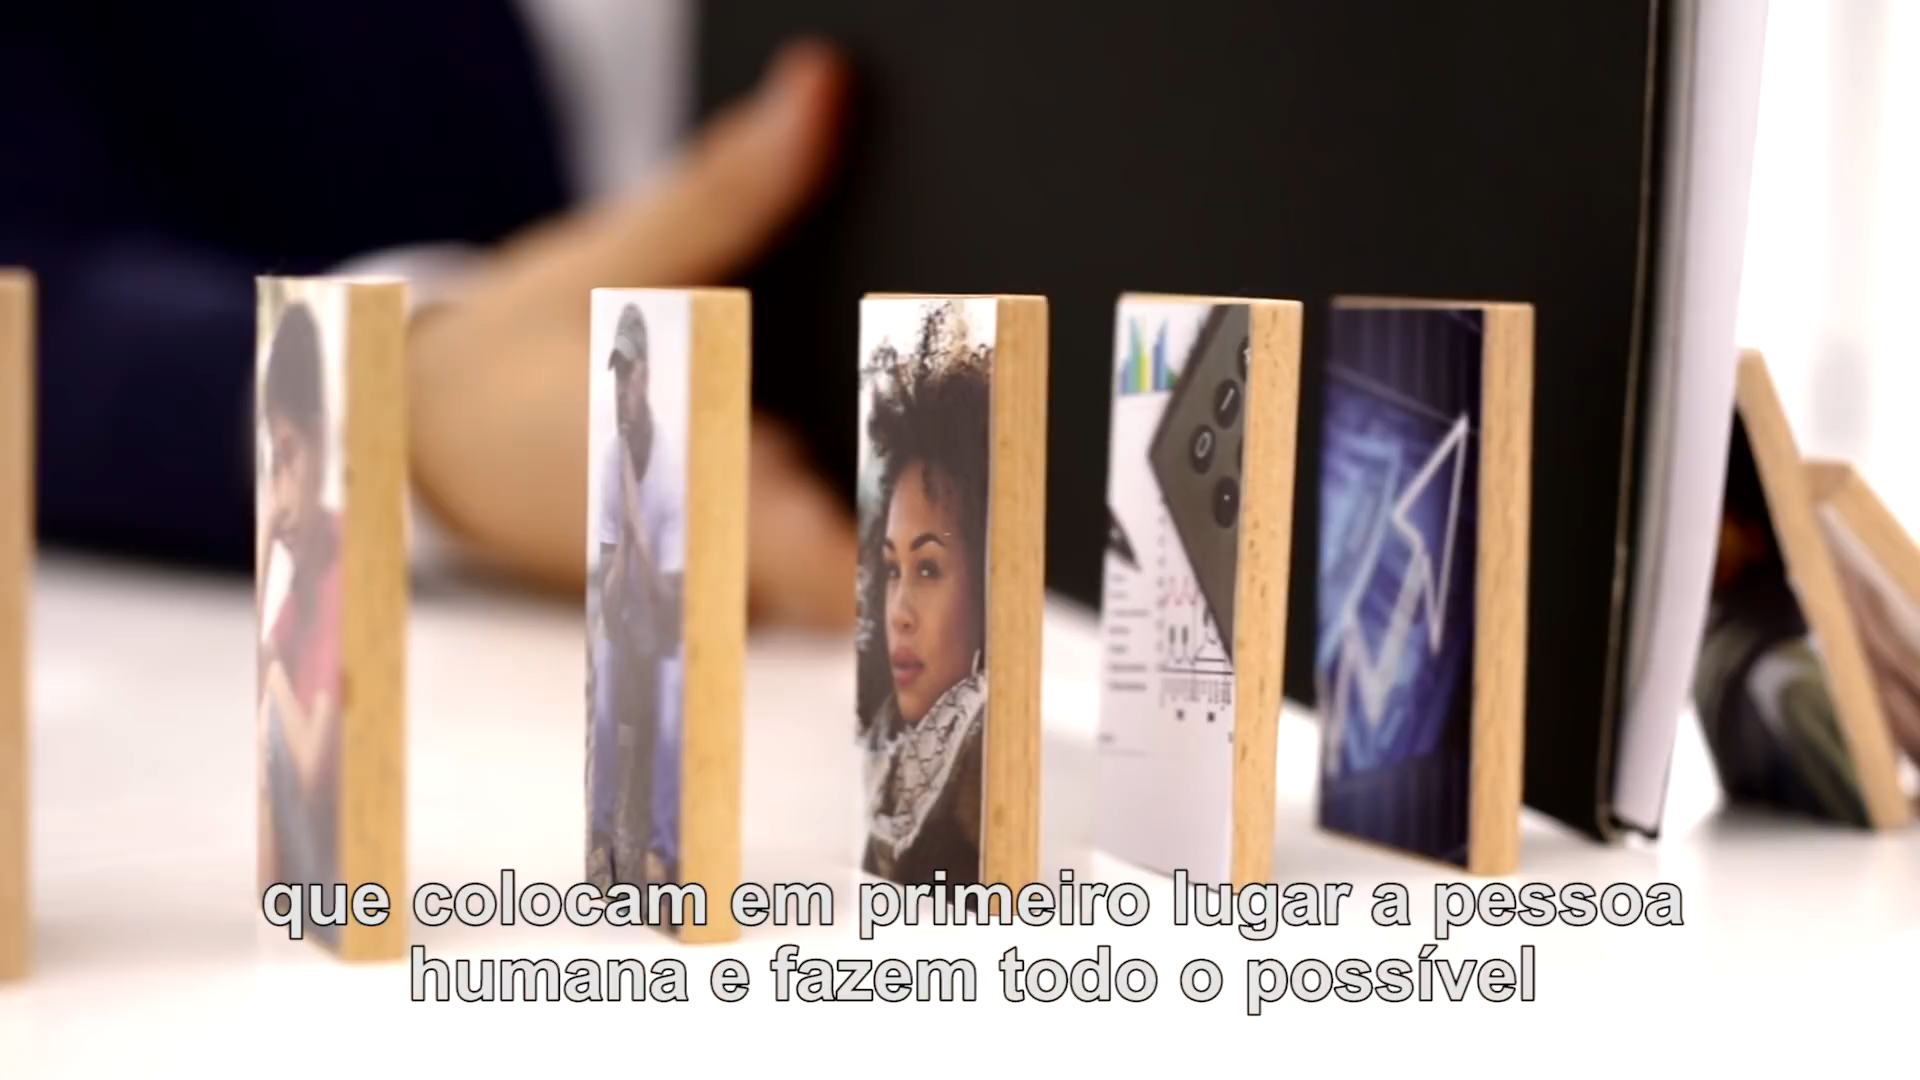 que colocam em primeiro lugar a pessoa
humana e fazem todo o possível